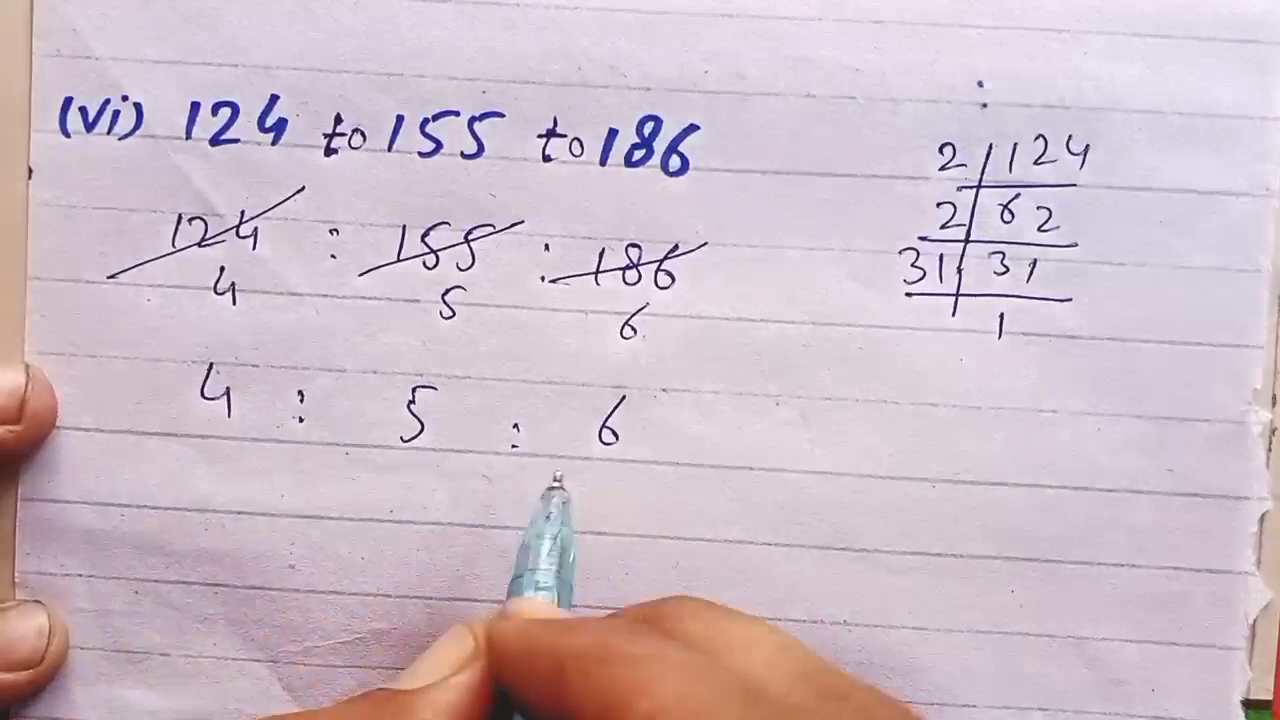 (vi) 124 to 155 to 186
124 : 155 : 186
4 5 6
4 : 5 : 6
:
2 | 124
2 | 62
31 | 31
1